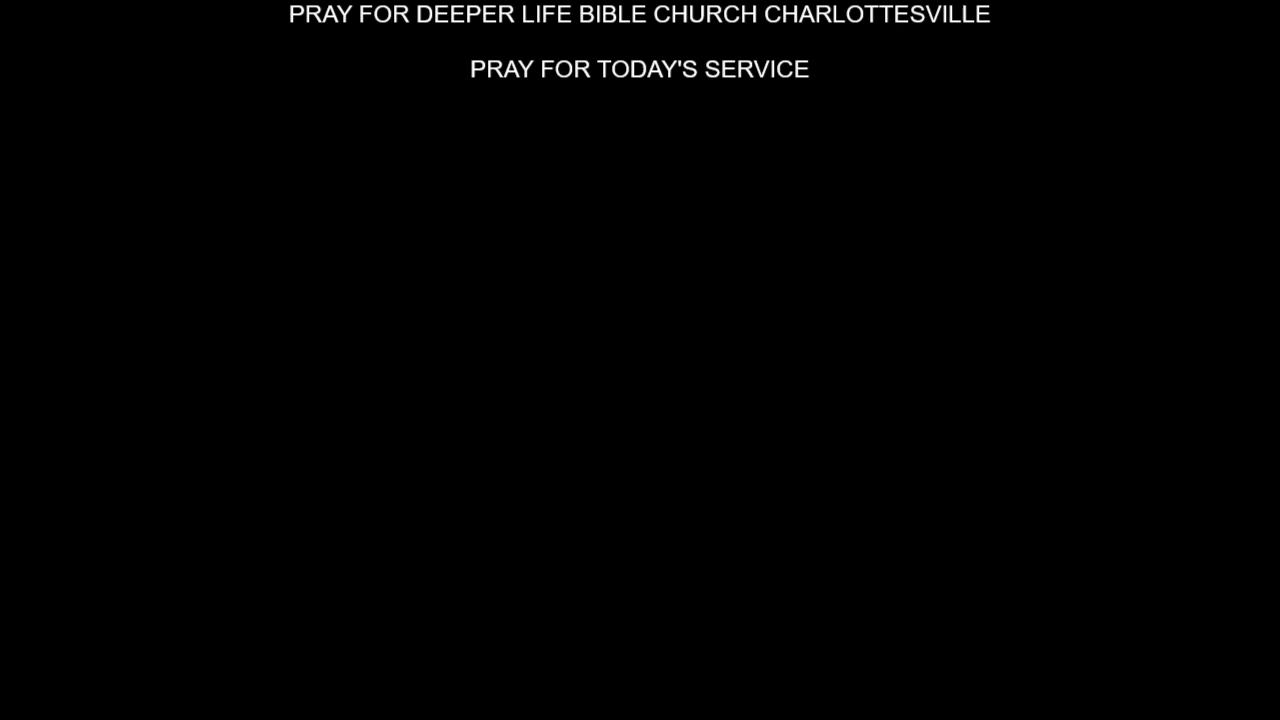 PRAY FOR DEEPER LIFE BIBLE CHURCH CHARLOTTESVILLE
PRAY FOR TODAY'S SERVICE